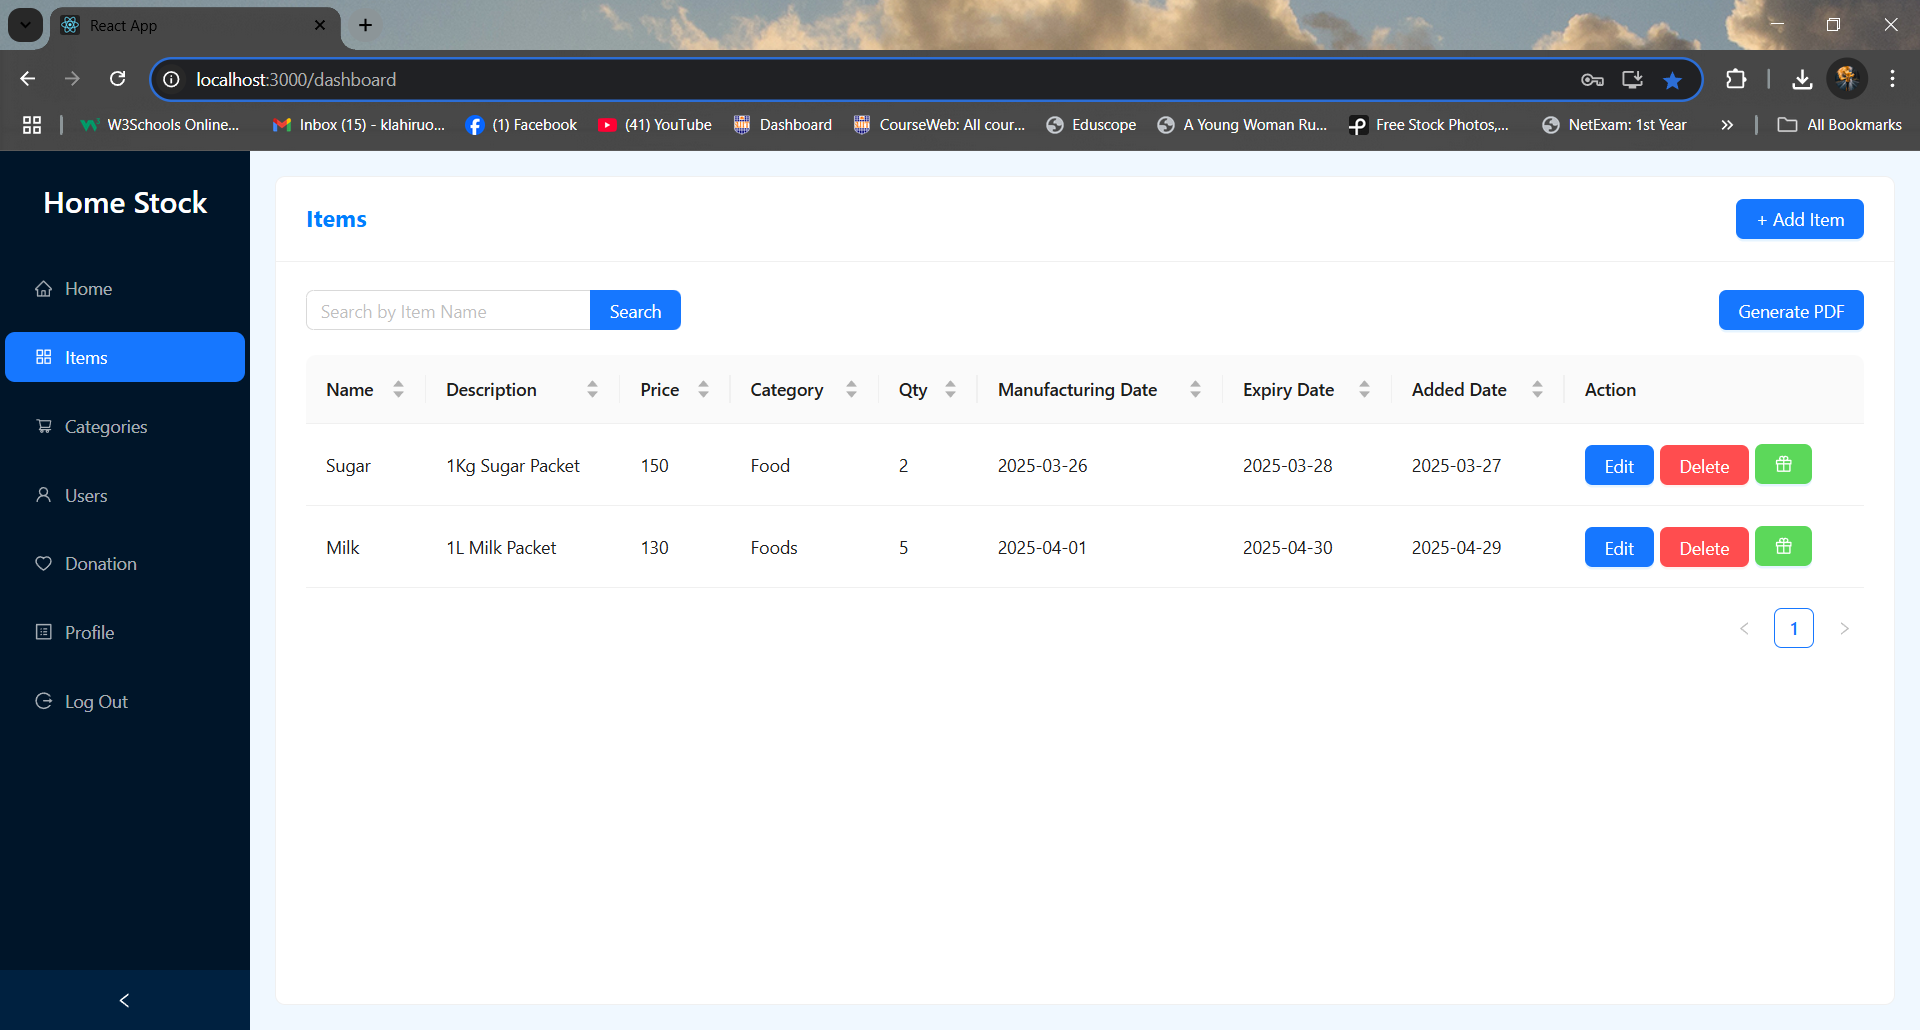 React App
localhost:3000/dashboard
W3Schools Online... Inbox (15) - klahiruo... (1) Facebook (41) YouTube Dashboard CourseWeb: All cour... Eduscope A Young Woman Ru... Free Stock Photos,... NetExam: 1st Year All Bookmarks
Home Stock
Home
Items
Categories
Users
Donation
Profile
Log Out
Items
+ Add Item
Search by Item Name Search Generate PDF
Name Description Price Category Qty Manufacturing Date Expiry Date Added Date Action
Sugar 1Kg Sugar Packet 150 Food 2 2025-03-26 2025-03-28 2025-03-27 Edit Delete
Milk 1L Milk Packet 130 Foods 5 2025-04-01 2025-04-30 2025-04-29 Edit Delete
< 1 >